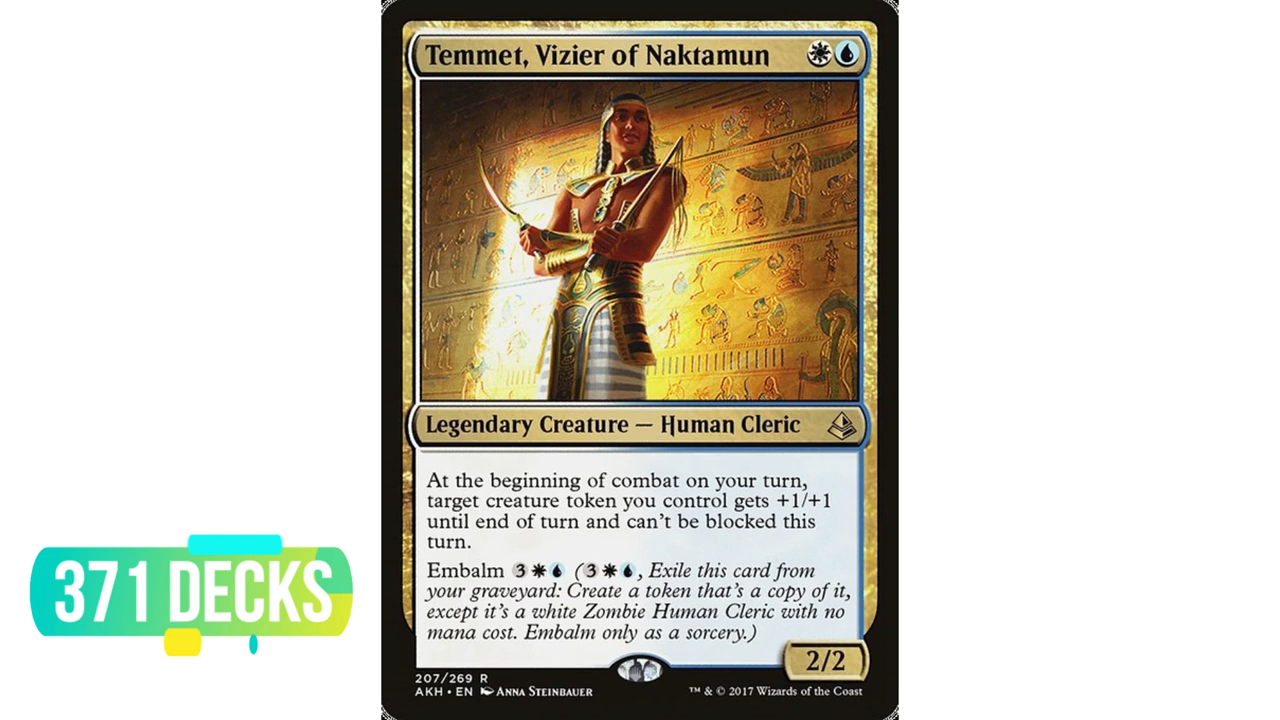 Temmet, Vizier of Naktamun
Legendary Creature — Human Cleric
At the beginning of combat on your turn,
target creature token you control gets +1/+1
until end of turn and can't be blocked this
turn.
Embalm 3 (3, Exile this card from
your graveyard: Create a token that's a copy of it,
except it's a white Zombie Human Cleric with no
mana cost. Embalm only as a sorcery.)
2/2
207/269 R
AKH • EN Anna Steinbauer
™ & © 2017 Wizards of the Coast
371 DECKS